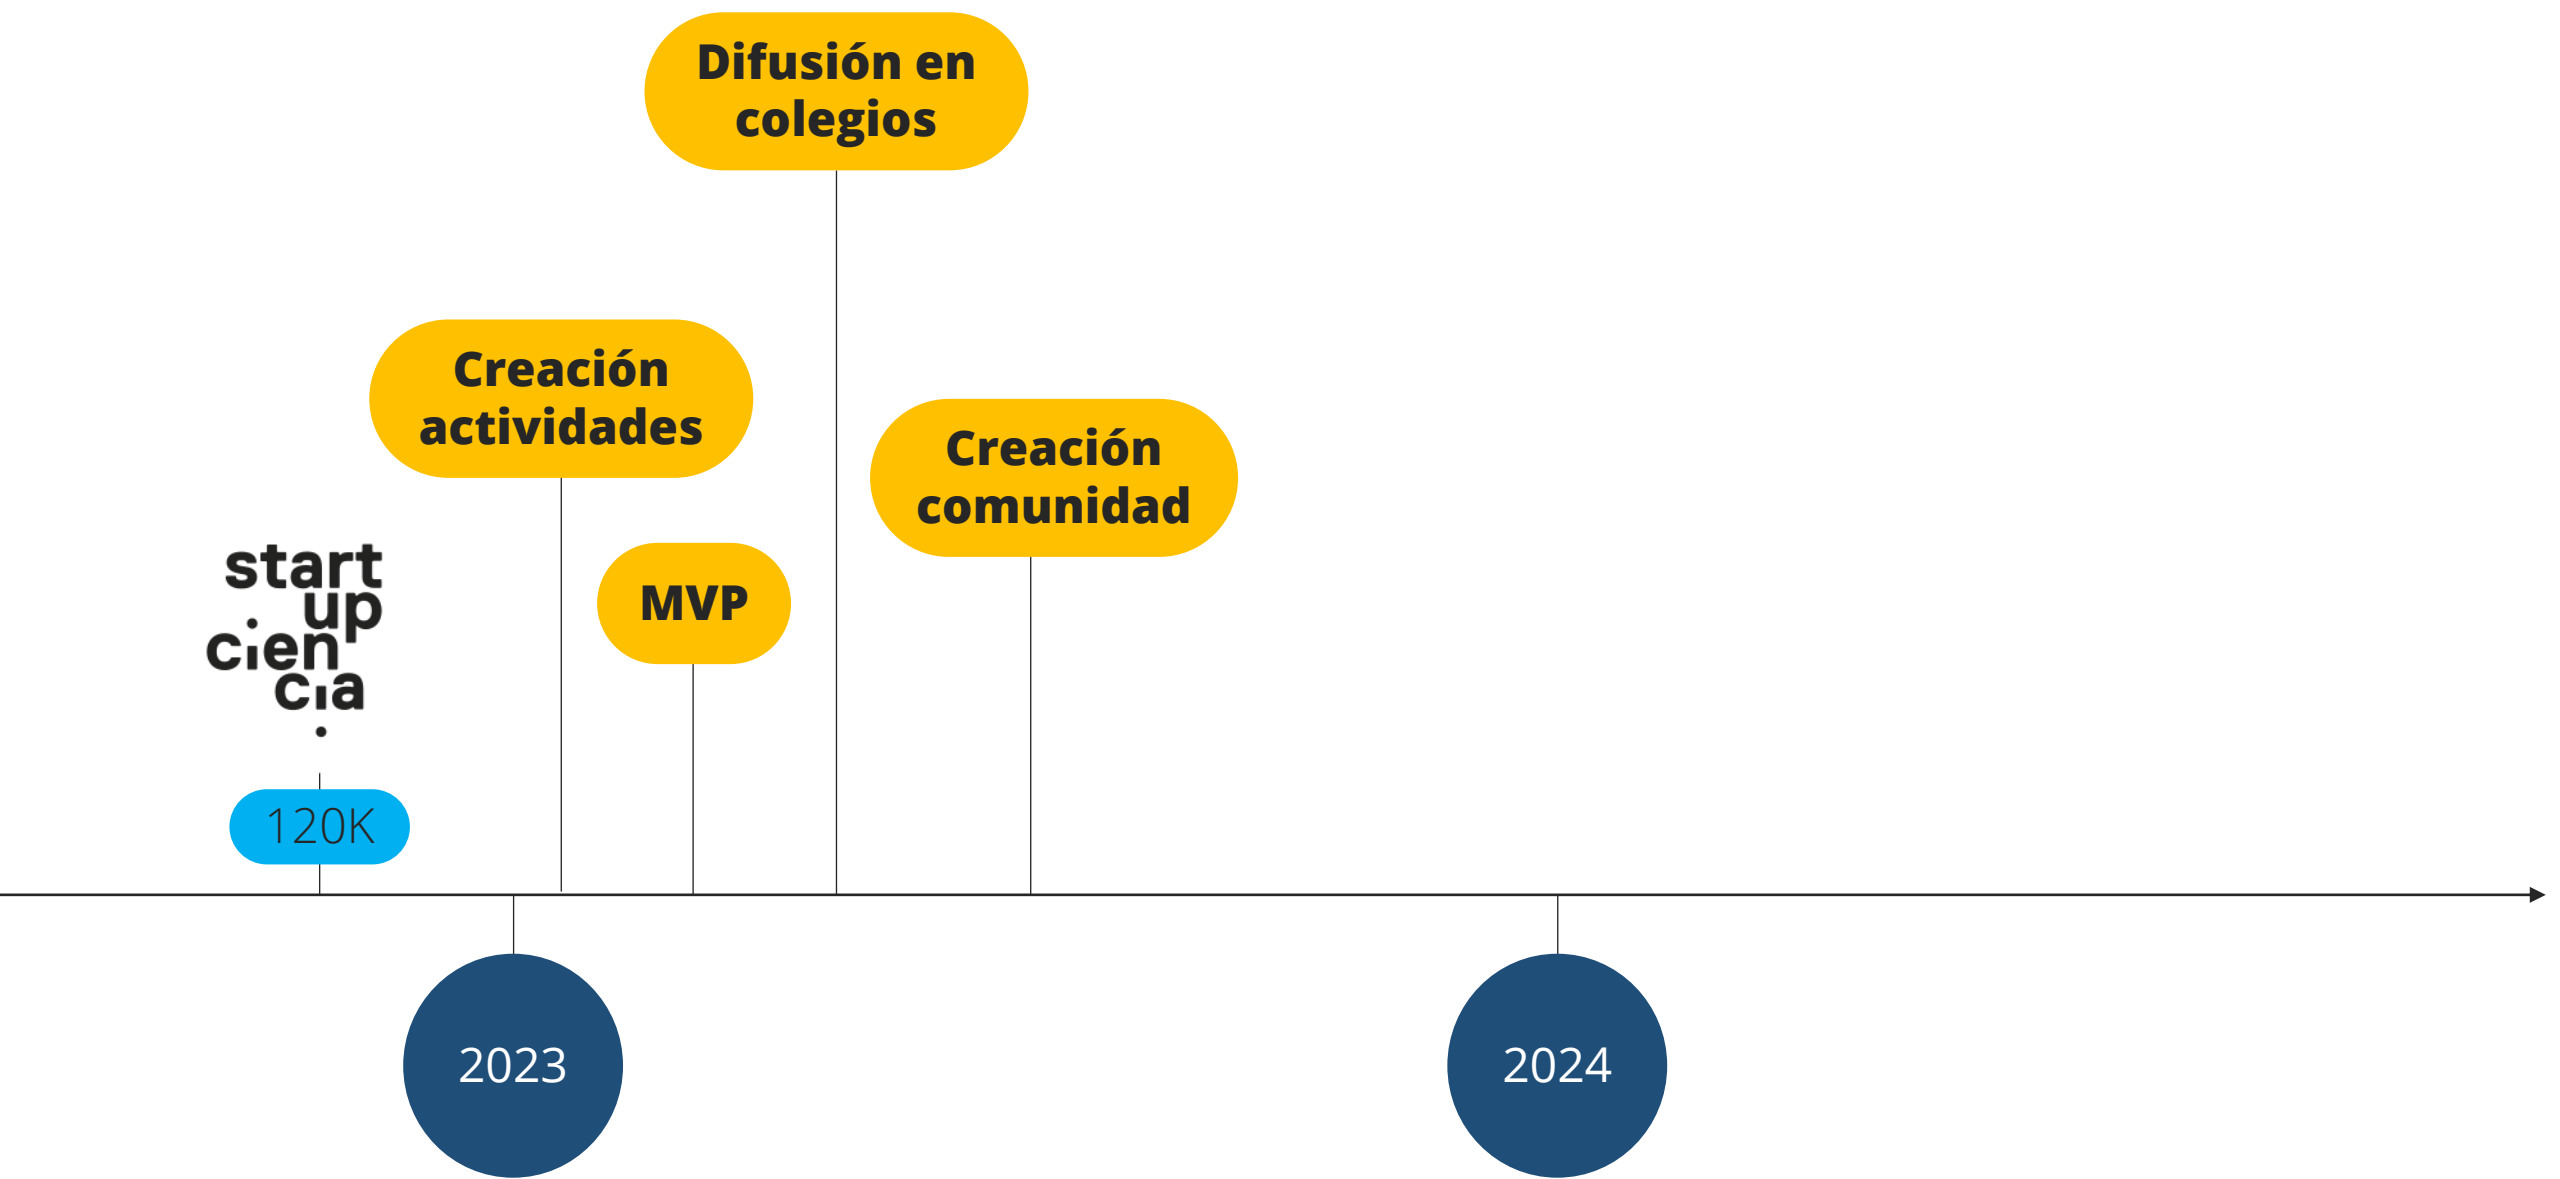 Difusión en
colegios
Creación
actividades
Creación
comunidad
MVP
start
up
cien
cia
120K
2023
2024